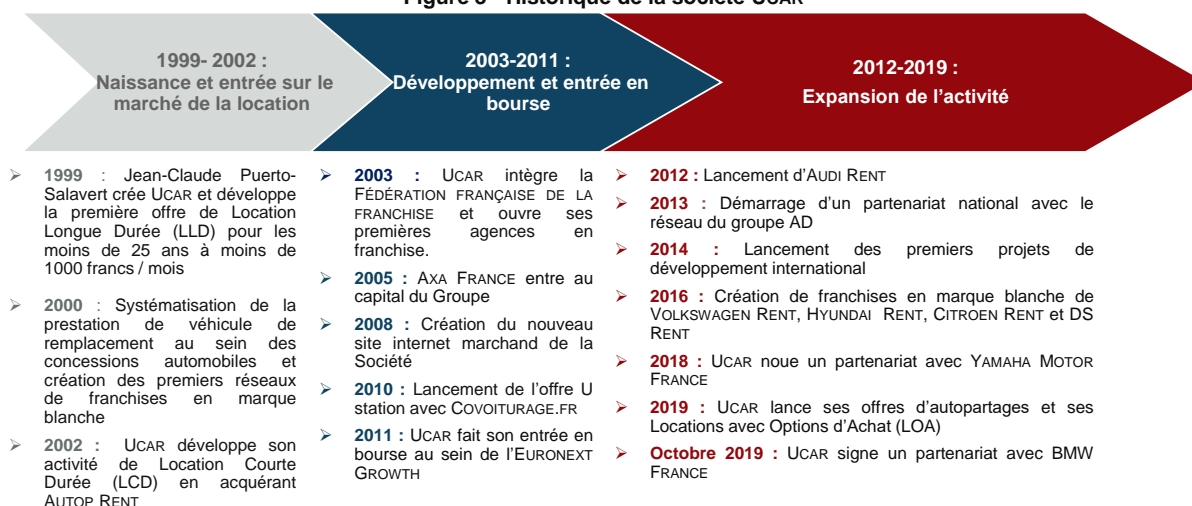 Figure 3 - Historique de la société UCAR
1999- 2002 :
Naissance et entrée sur le
marché de la location
2003-2011 :
Développement et entrée en
bourse
2012-2019 :
Expansion de l'activité
➢ 1999 : Jean-Claude Puerto-
Salavert crée UCAR et développe
la première offre de Location
Longue Durée (LLD) pour les
moins de 25 ans à moins de
1000 francs / mois
➢ 2000 : Systématisation de la
prestation de véhicule de
remplacement au sein des
concessions automobiles et
création des premiers réseaux
de franchises en marque
blanche
➢ 2002 : UCAR développe son
activité de Location Courte
Durée (LCD) en acquérant
AUTOP RENT
➢ 2003 : UCAR intègre la
FÉDÉRATION FRANÇAISE DE LA
FRANCHISE et ouvre ses
premières agences en
franchise.
➢ 2005 : AXA FRANCE entre au
capital du Groupe
➢ 2008 : Création du nouveau
site internet marchand de la
Société
➢ 2010 : Lancement de l'offre U
station avec COVOITURAGE.FR
➢ 2011 : UCAR fait son entrée en
bourse au sein de l'EURONEXT
GROWTH
➢ 2012 : Lancement d'AUDI RENT
➢ 2013 : Démarrage d'un partenariat national avec le
réseau du groupe AD
➢ 2014 : Lancement des premiers projets de
développement international
➢ 2016 : Création de franchises en marque blanche de
VOLKSWAGEN RENT, HYUNDAI RENT, CITROEN RENT et DS
RENT
➢ 2018 : UCAR noue un partenariat avec YAMAHA MOTOR
FRANCE
➢ 2019 : UCAR lance ses offres d'autopartages et ses
Locations avec Options d'Achat (LOA)
➢ Octobre 2019 : UCAR signe un partenariat avec BMW
FRANCE